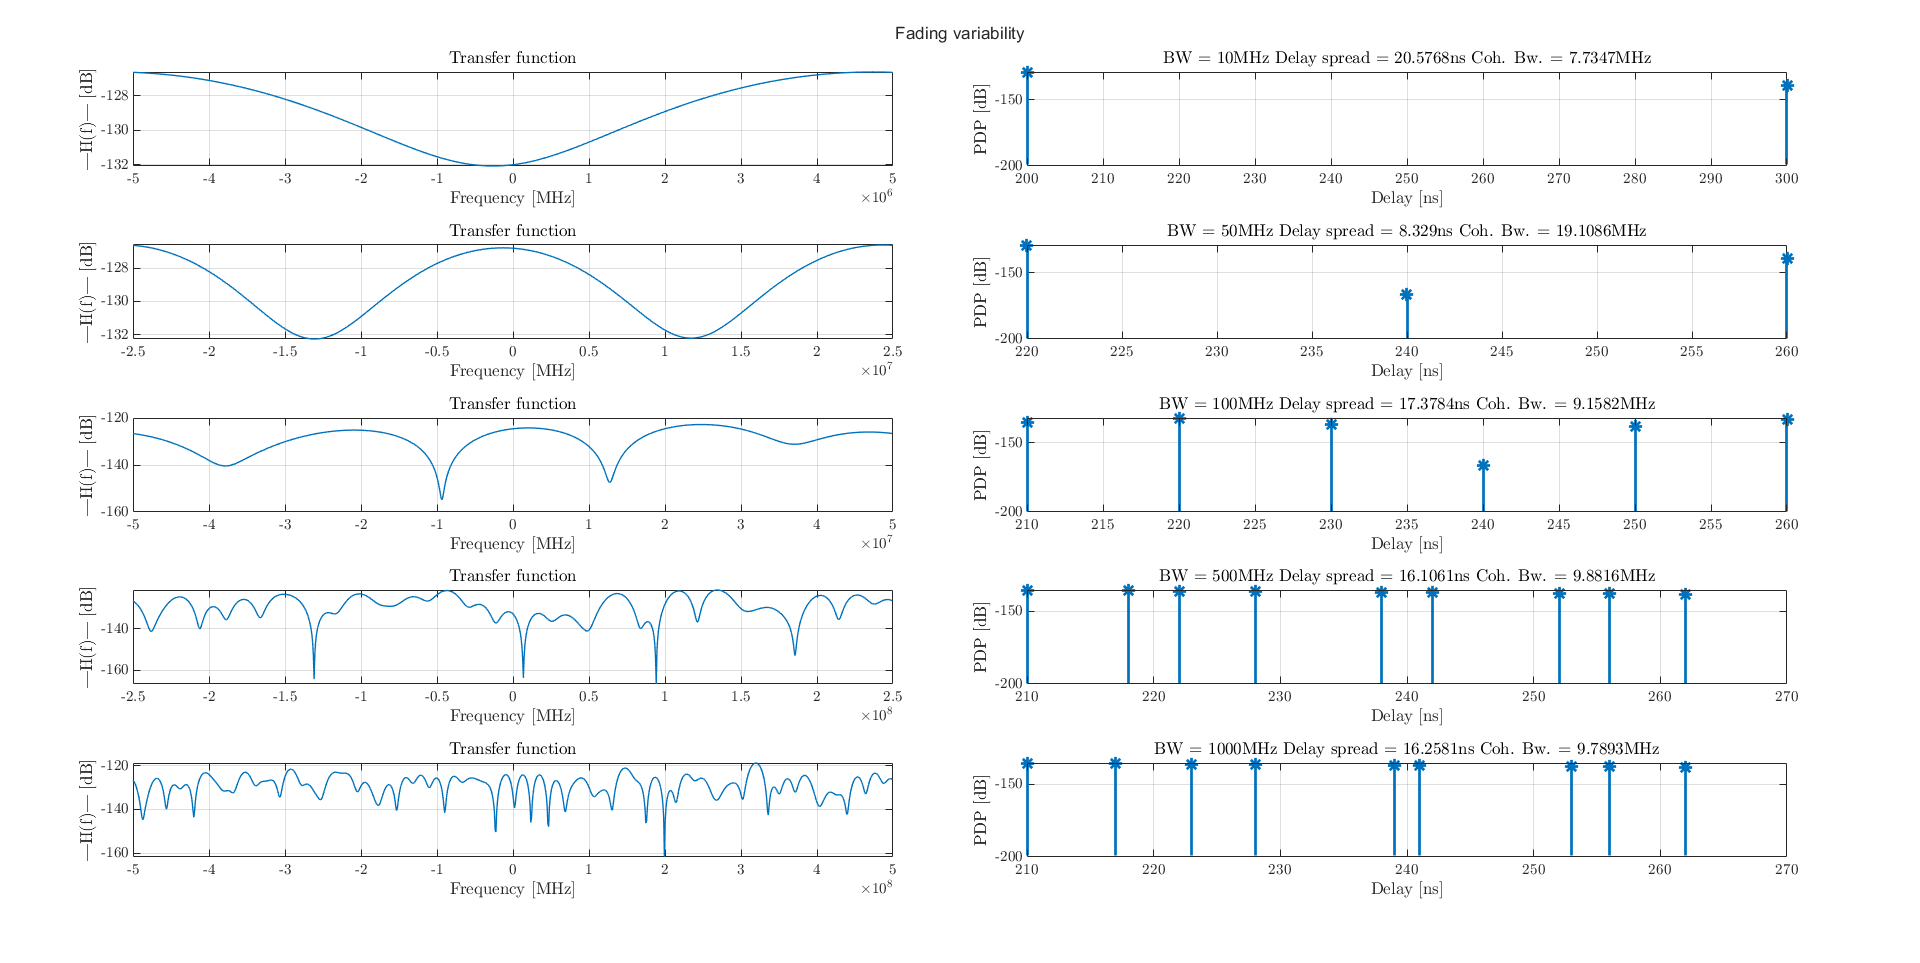 Fading variability
Transfer function
—H(f)— [dB]
-128
-130
-132
-5 -4 -3 -2 -1 0 1 2 3 4 5
Frequency [MHz]
×10^6
BW = 10MHz Delay spread = 20.5768ns Coh. Bw. = 7.7347MHz
PDP [dB]
-150
-200
200 210 220 230 240 250 260 270 280 290 300
Delay [ns]
Transfer function
—H(f)— [dB]
-128
-130
-132
-2.5 -2 -1.5 -1 -0.5 0 0.5 1 1.5 2 2.5
Frequency [MHz]
×10^7
BW = 50MHz Delay spread = 8.329ns Coh. Bw. = 19.1086MHz
PDP [dB]
-150
-200
220 225 230 235 240 245 250 255 260
Delay [ns]
Transfer function
—H(f)— [dB]
-120
-140
-160
-5 -4 -3 -2 -1 0 1 2 3 4 5
Frequency [MHz]
×10^7
BW = 100MHz Delay spread = 17.3784ns Coh. Bw. = 9.1582MHz
PDP [dB]
-150
-200
210 215 220 225 230 235 240 245 250 255 260
Delay [ns]
Transfer function
—H(f)— [dB]
-140
-160
-2.5 -2 -1.5 -1 -0.5 0 0.5 1 1.5 2 2.5
Frequency [MHz]
×10^8
BW = 500MHz Delay spread = 16.1061ns Coh. Bw. = 9.8816MHz
PDP [dB]
-150
-200
210 220 230 240 250 260 270
Delay [ns]
Transfer function
—H(f)— [dB]
-120
-140
-160
-5 -4 -3 -2 -1 0 1 2 3 4 5
Frequency [MHz]
×10^8
BW = 1000MHz Delay spread = 16.2581ns Coh. Bw. = 9.7893MHz
PDP [dB]
-150
-200
210 220 230 240 250 260 270
Delay [ns]